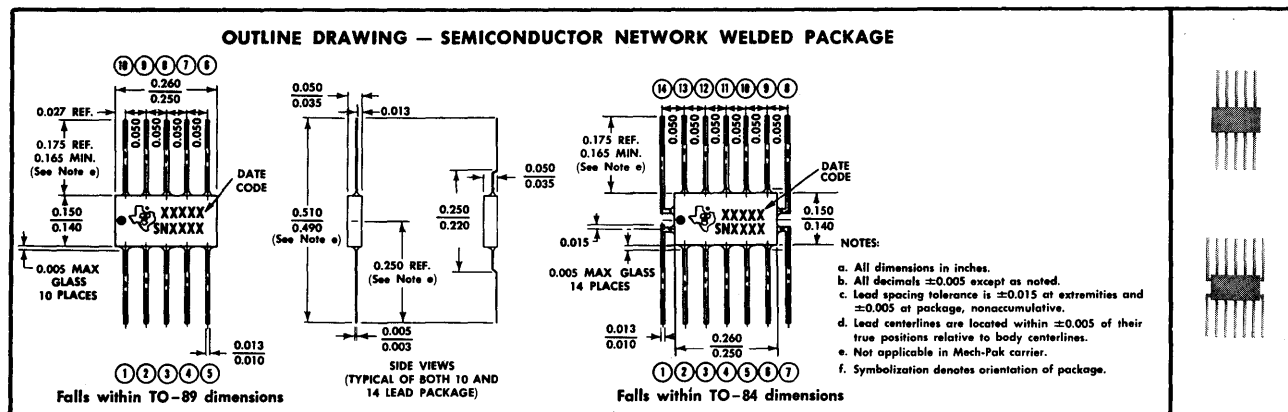 OUTLINE DRAWING — SEMICONDUCTOR NETWORK WELDED PACKAGE
10 9 8 7 6
0.260
0.250
0.027 REF.
0.050 0.050 0.050 0.050
0.175 REF.
0.165 MIN.
(See Note e)
DATE
CODE
0.150
0.140
XXXXX
SNXXXX
0.005 MAX
GLASS
10 PLACES
0.013
0.010
1 2 3 4 5
Falls within TO-89 dimensions
0.050
0.035
0.013
0.510
0.490
(See Note e)
0.250
0.220
0.050
0.035
0.250 REF.
(See Note e)
0.005
0.003
SIDE VIEWS
(TYPICAL OF BOTH 10 AND
14 LEAD PACKAGE)
14 13 12 11 10 9 8
0.050 0.050 0.050 0.050 0.050 0.050
0.175 REF.
0.165 MIN.
(See Note e)
DATE
CODE
XXXXX
SNXXXX
0.150
0.140
0.015
0.005 MAX GLASS
14 PLACES
0.013
0.010
0.260
0.250
1 2 3 4 5 6 7
Falls within TO-84 dimensions
NOTES:
a. All dimensions in inches.
b. All decimals ±0.005 except as noted.
c. Lead spacing tolerance is ±0.015 at extremities and
±0.005 at package, nonaccumulative.
d. Lead centerlines are located within ±0.005 of their
true positions relative to body centerlines.
e. Not applicable in Mech-Pak carrier.
f. Symbolization denotes orientation of package.